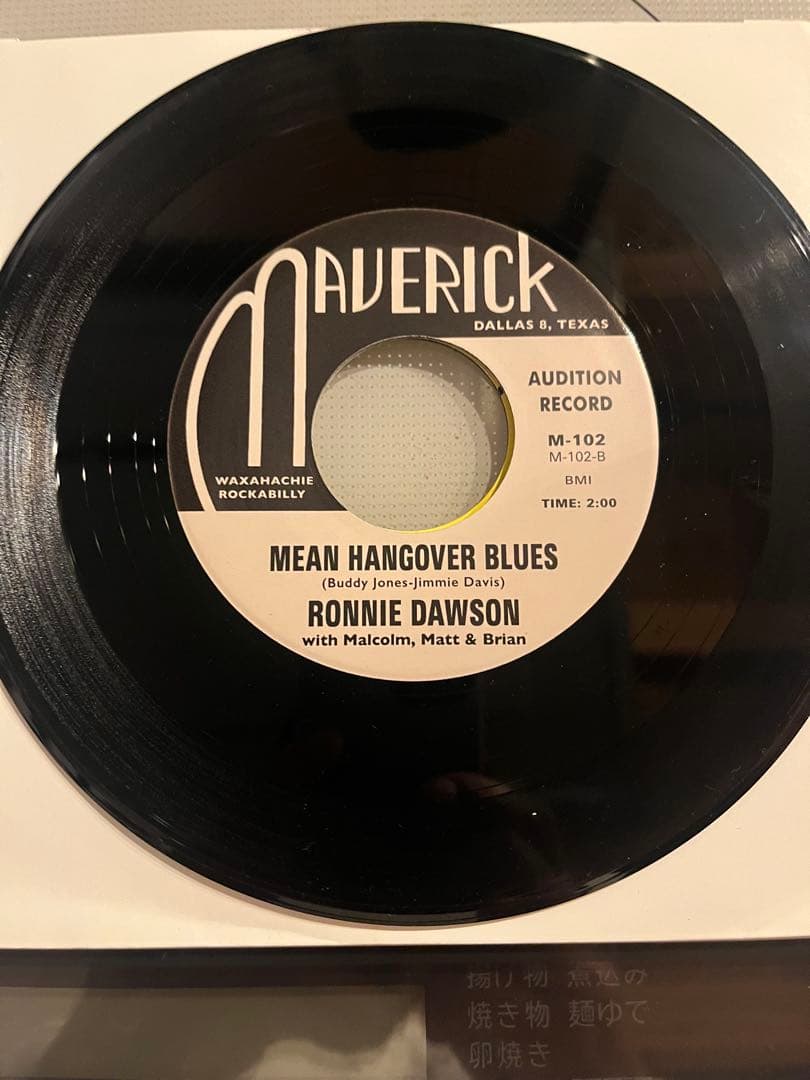 MAVERICK
DALLAS 8, TEXAS
AUDITION
RECORD
M-102
M-102-B
BMI
TIME: 2:00
WAXAHACHIE
ROCKABILLY
MEAN HANGOVER BLUES
(Buddy Jones-Jimmie Davis)
RONNIE DAWSON
with Malcolm, Matt & Brian
揚げ物 煮込み
焼き物 麺ゆで
卵焼き